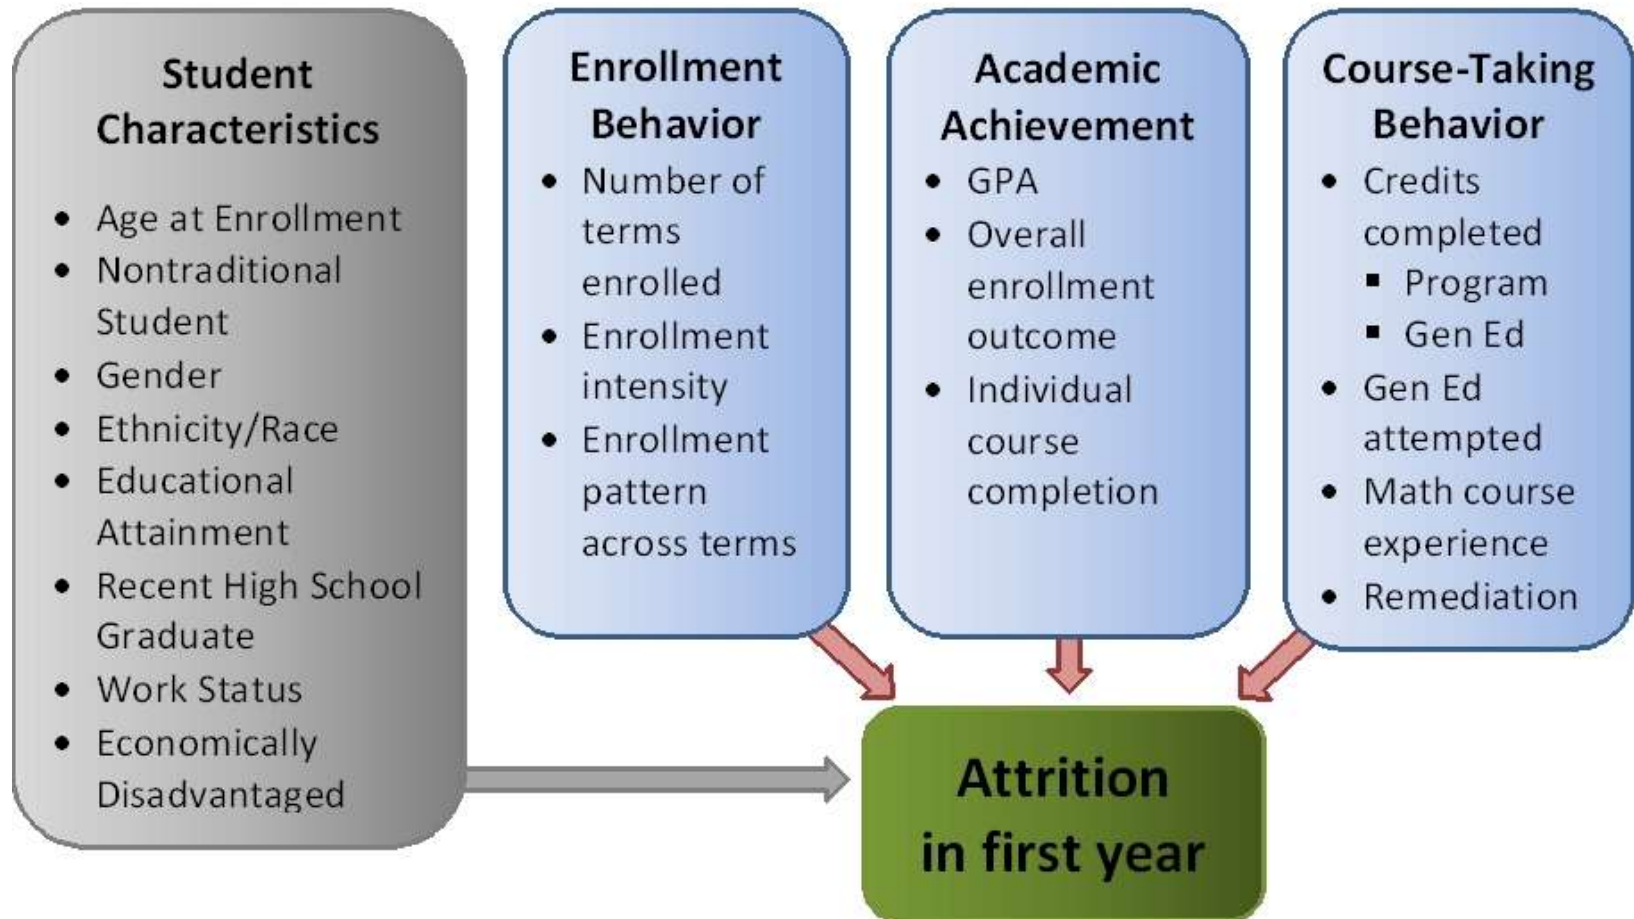 Student
Characteristics
• Age at Enrollment
• Nontraditional
Student
• Gender
• Ethnicity/Race
• Educational
Attainment
• Recent High School
Graduate
• Work Status
• Economically
Disadvantaged
Enrollment
Behavior
• Number of
terms
enrolled
• Enrollment
intensity
• Enrollment
pattern
across terms
Academic
Achievement
• GPA
• Overall
enrollment
outcome
• Individual
course
completion
Course-Taking
Behavior
• Credits
completed
▪ Program
▪ Gen Ed
• Gen Ed
attempted
• Math course
experience
• Remediation
Attrition
in first year